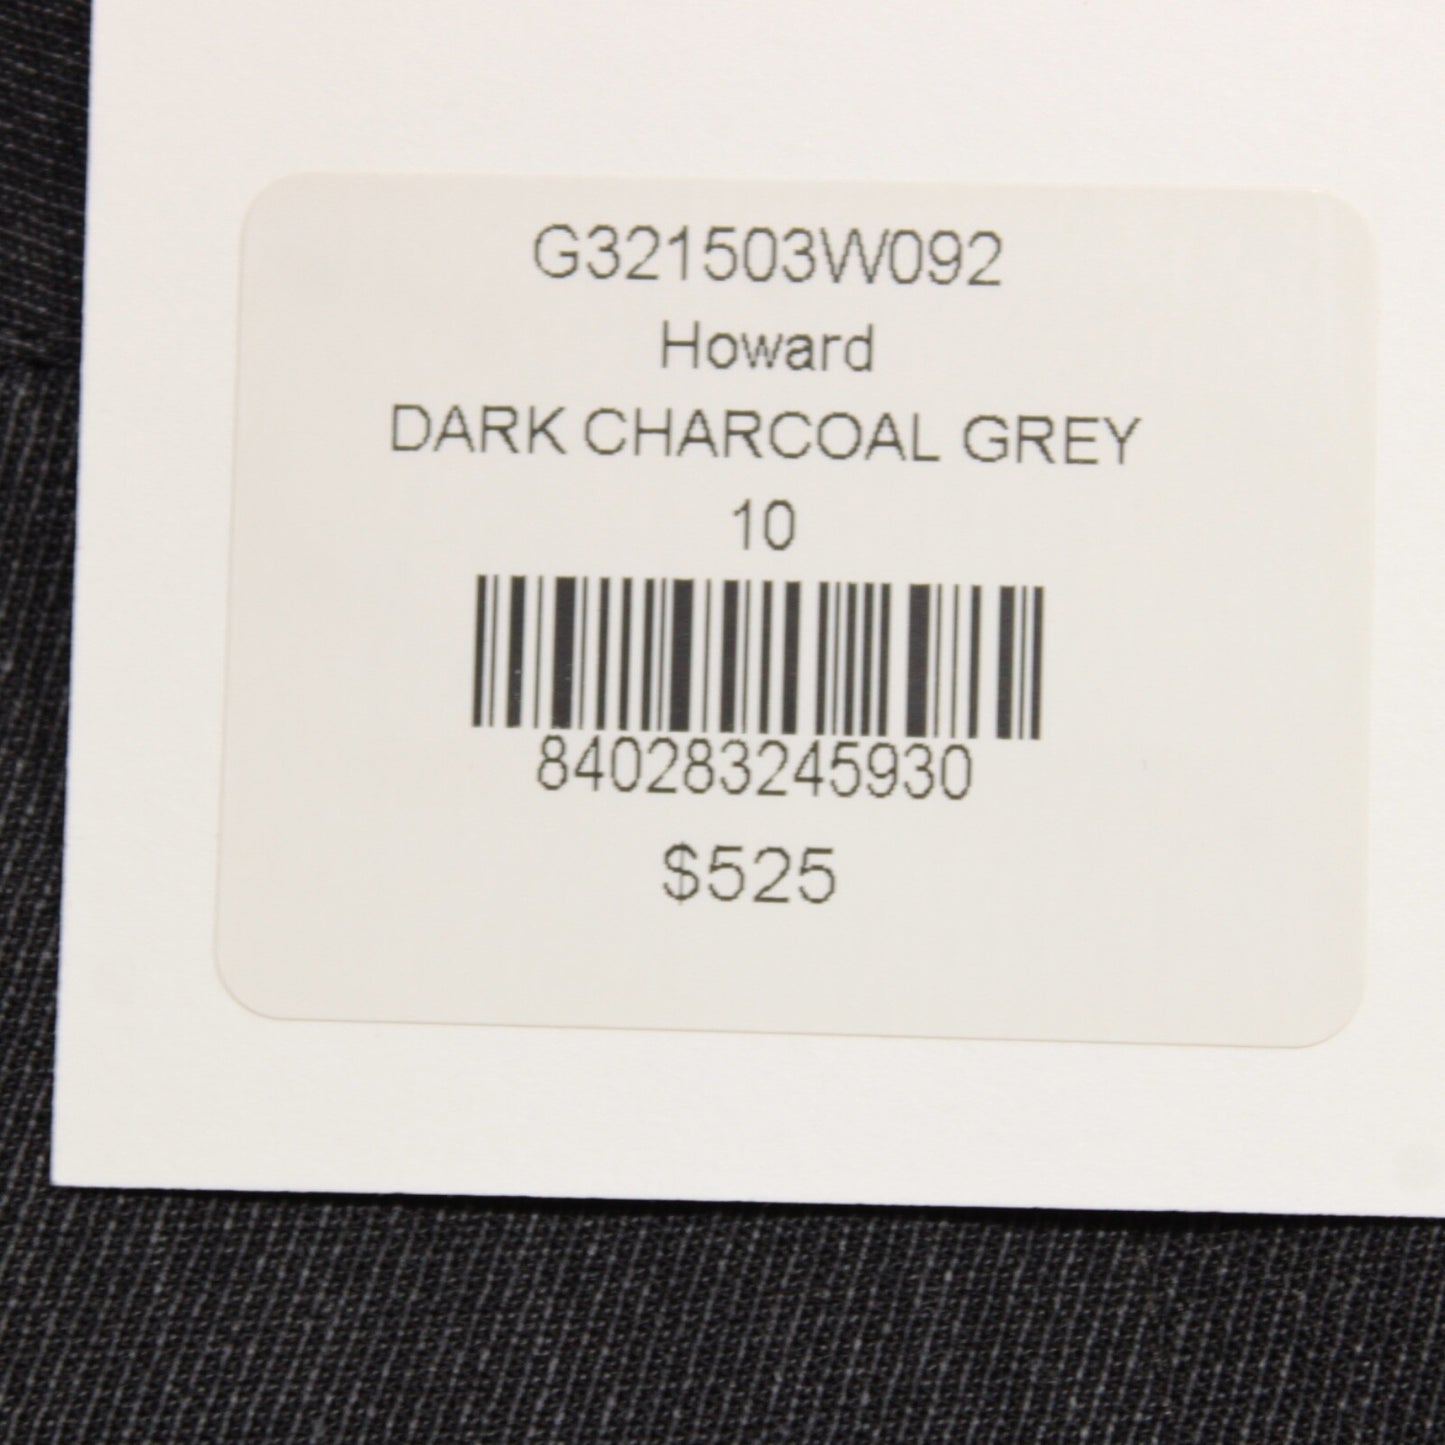 G321503W092
Howard
DARK CHARCOAL GREY
10
840283245930
$525